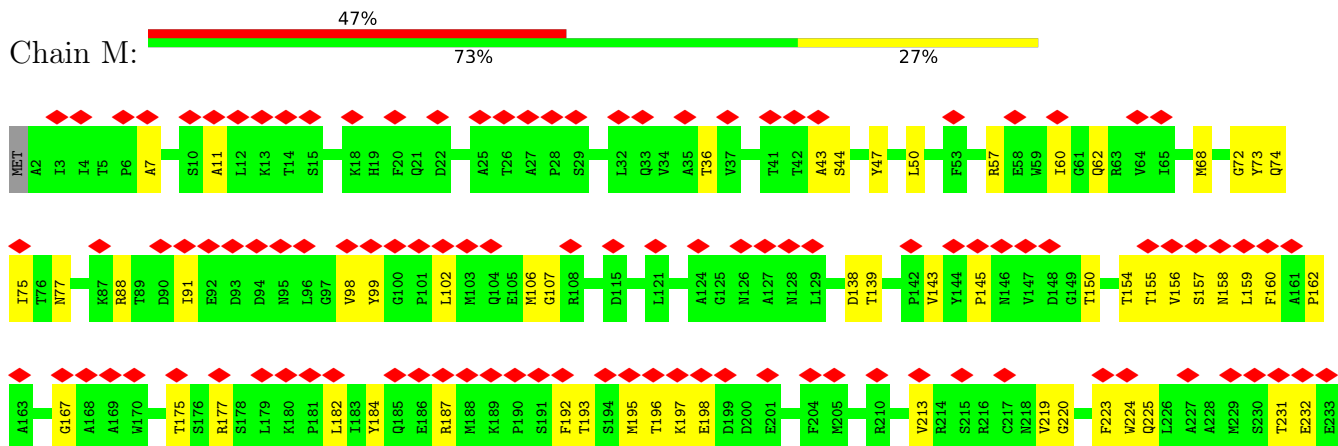 47%
Chain M:
73% 27%
MET A2 I3 I4 T5 P6 A7 S10 A11 L12 K13 T14 S15 K18 H19 F20 Q21 D22 A25 T26 A27 P28 S29 L32 Q33 V34 A35 T36 V37 T41 T42 A43 S44 Y47 L50 F53 R57 E58 W59 I60 G61 Q62 R63 V64 I65 M68 G72 Y73 Q74
I75 T76 N77 K87 R88 T89 D90 I91 E92 D93 D94 N95 L96 G97 V98 Y99 G100 P101 L102 M103 Q104 E105 M106 G107 R108 D115 L121 A124 G125 N126 A127 N128 L129 D138 T139 P142 V143 Y144 P145 N146 V147 D148 G149 T150 T154 T155 V156 S157 N158 L159 F160 A161 P162
A163 G167 A168 A169 W170 T175 S176 R177 S178 L179 K180 P181 L182 I183 Y184 Q185 E186 R187 M188 K189 P190 S191 F192 T193 S194 M195 T196 K197 E198 D199 D200 E201 F204 M205 R210 V213 R214 S215 R216 C217 N218 V219 G220 F223 W224 Q225 L226 A227 A228 M229 S230 T231 E232 E233